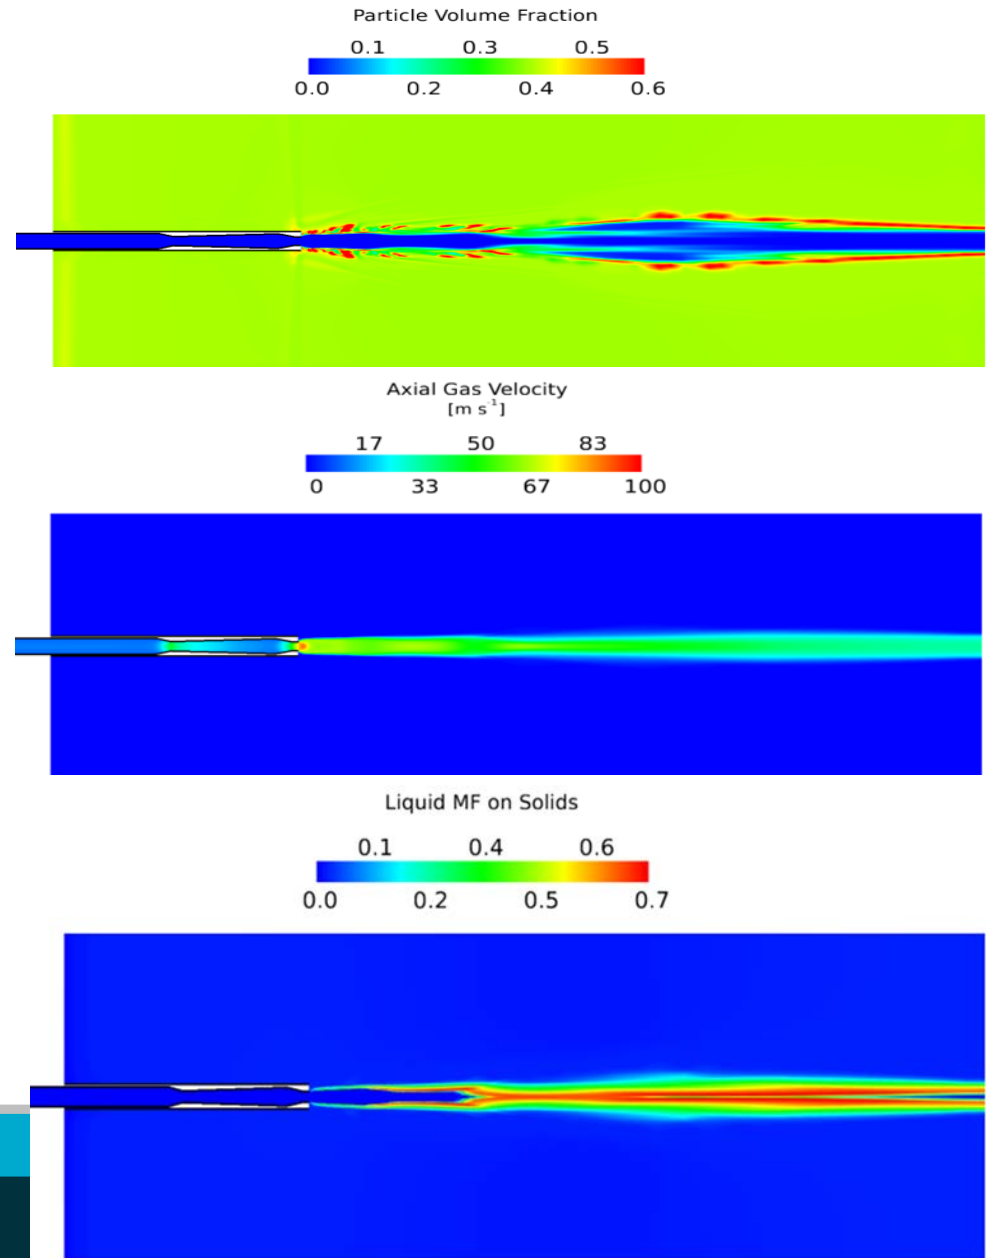 Particle Volume Fraction
0.1 0.3 0.5
0.0 0.2 0.4 0.6
Axial Gas Velocity
[m s-1]
17 50 83
0 33 67 100
Liquid MF on Solids
0.1 0.4 0.6
0.0 0.2 0.5 0.7